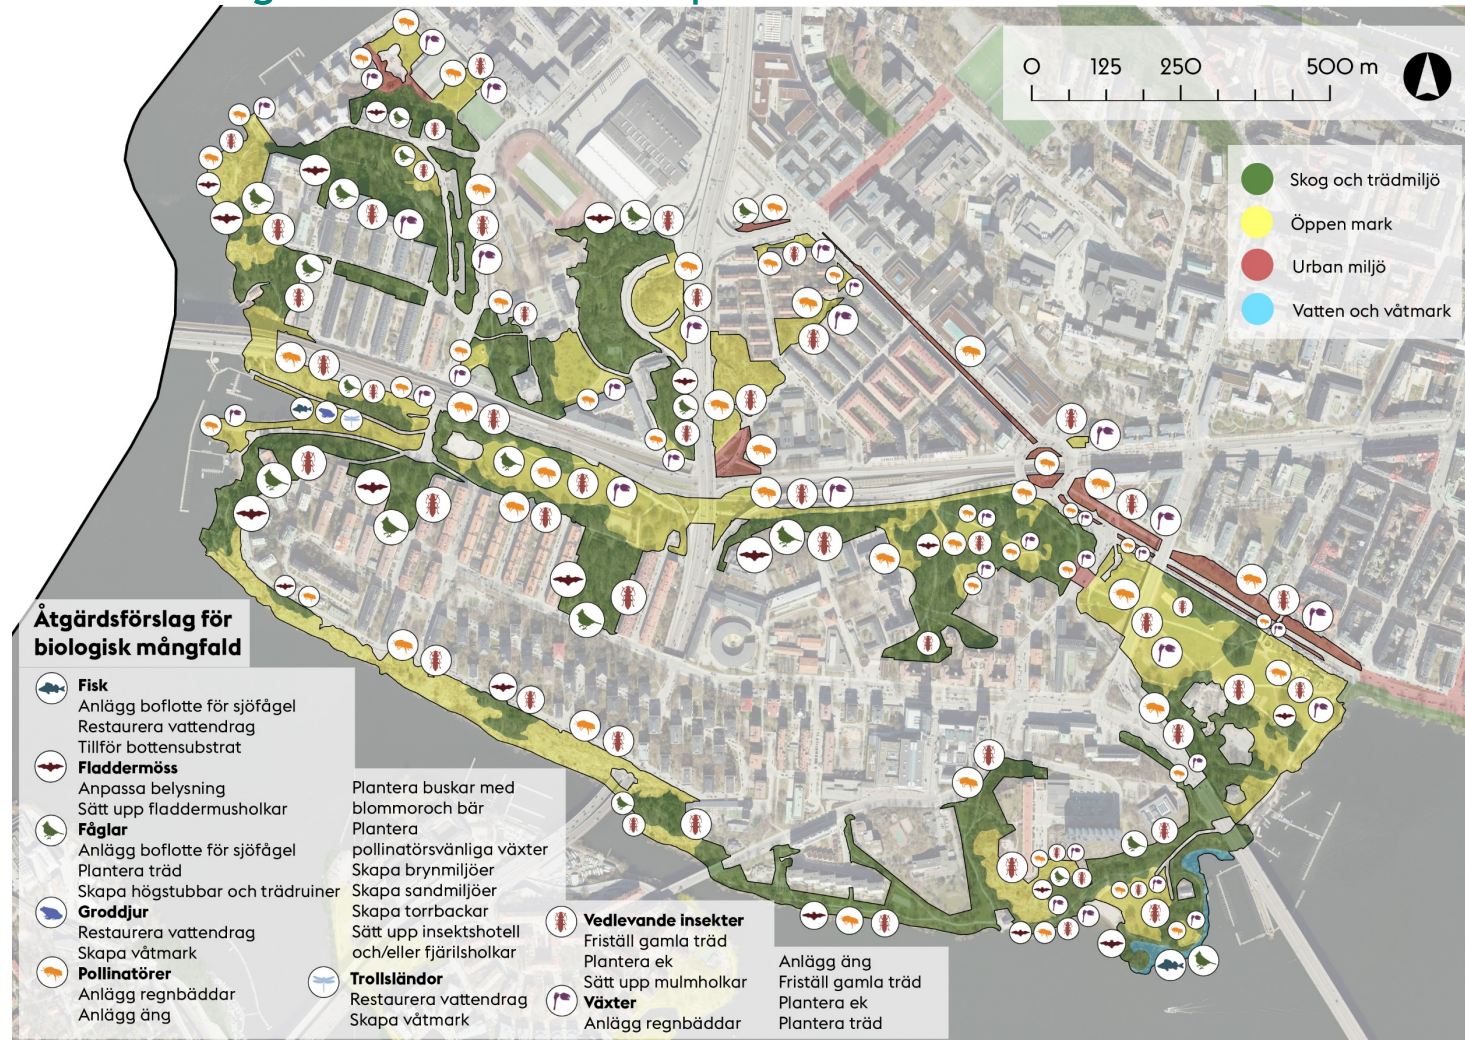 0 125 250 500 m
Skog och trädmiljö
Öppen mark
Urban miljö
Vatten och våtmark
Åtgärdsförslag för
biologisk mångfald
Fisk
Anlägg boflotte för sjöfågel
Restaurera vattendrag
Tillför bottensubstrat
Fladdermöss
Anpassa belysning
Sätt upp fladdermusholkar
Fåglar
Anlägg boflotte för sjöfågel
Plantera träd
Skapa högstubbar och trädruiner
Groddjur
Restaurera vattendrag
Skapa våtmark
Pollinatörer
Anlägg regnbäddar
Anlägg äng
Plantera buskar med
blommoroch bär
Plantera
pollinatörsvänliga växter
Skapa brynmiljöer
Skapa sandmiljöer
Skapa torrbackar
Sätt upp insektshotell
och/eller fjärilsholkar
Trollsländor
Restaurera vattendrag
Skapa våtmark
Vedlevande insekter
Friställ gamla träd
Plantera ek
Sätt upp mulmholkar
Växter
Anlägg regnbäddar
Anlägg äng
Friställ gamla träd
Plantera ek
Plantera träd